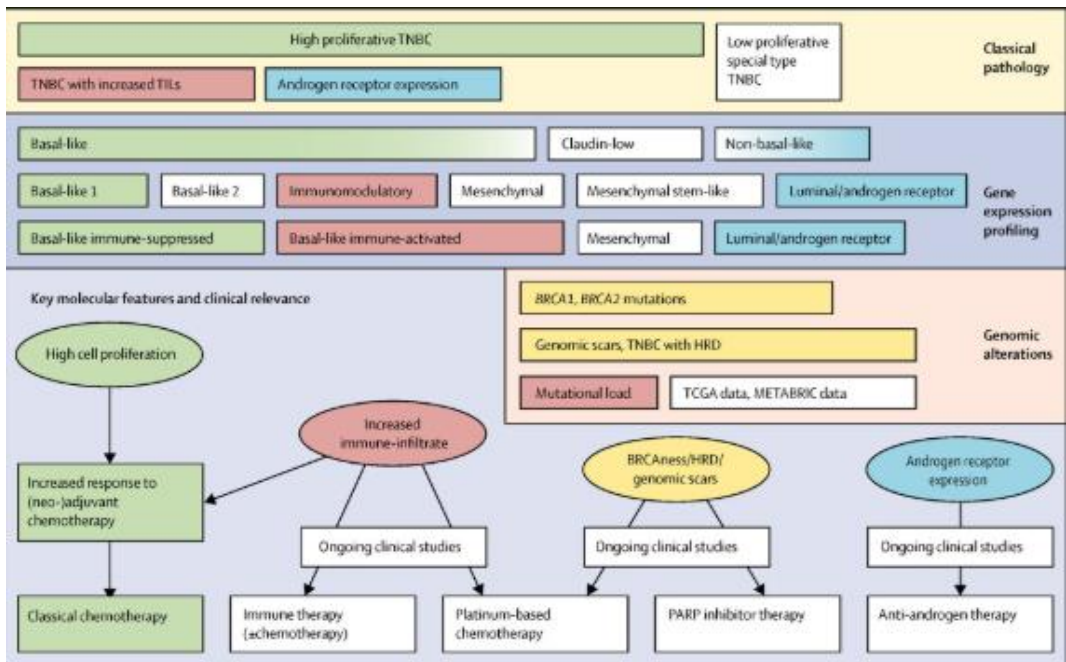 High proliferative TNBC
Low proliferative
special type
TNBC
Classical
pathology
TNBC with increased TILs
Androgen receptor expression
Basal-like
Claudin-low
Non-basal-like
Basal-like 1
Basal-like 2
Immunomodulatory
Mesenchymal
Mesenchymal stem-like
Luminal/androgen receptor
Gene
expression
profiling
Basal-like immune-suppressed
Basal-like immune-activated
Mesenchymal
Luminal/androgen receptor
Key molecular features and clinical relevance
BRCA1, BRCA2 mutations
Genomic scars, TNBC with HRD
Genomic
alterations
Mutational load
TCGA data, METABRIC data
High cell proliferation
Increased
immune-infiltrate
BRCAness/HRD/
genomic scars
Androgen receptor
expression
Increased response to
(neo-)adjuvant
chemotherapy
Ongoing clinical studies
Ongoing clinical studies
Ongoing clinical studies
Classical chemotherapy
Immune therapy
(±chemotherapy)
Platinum-based
chemotherapy
PARP inhibitor therapy
Anti-androgen therapy